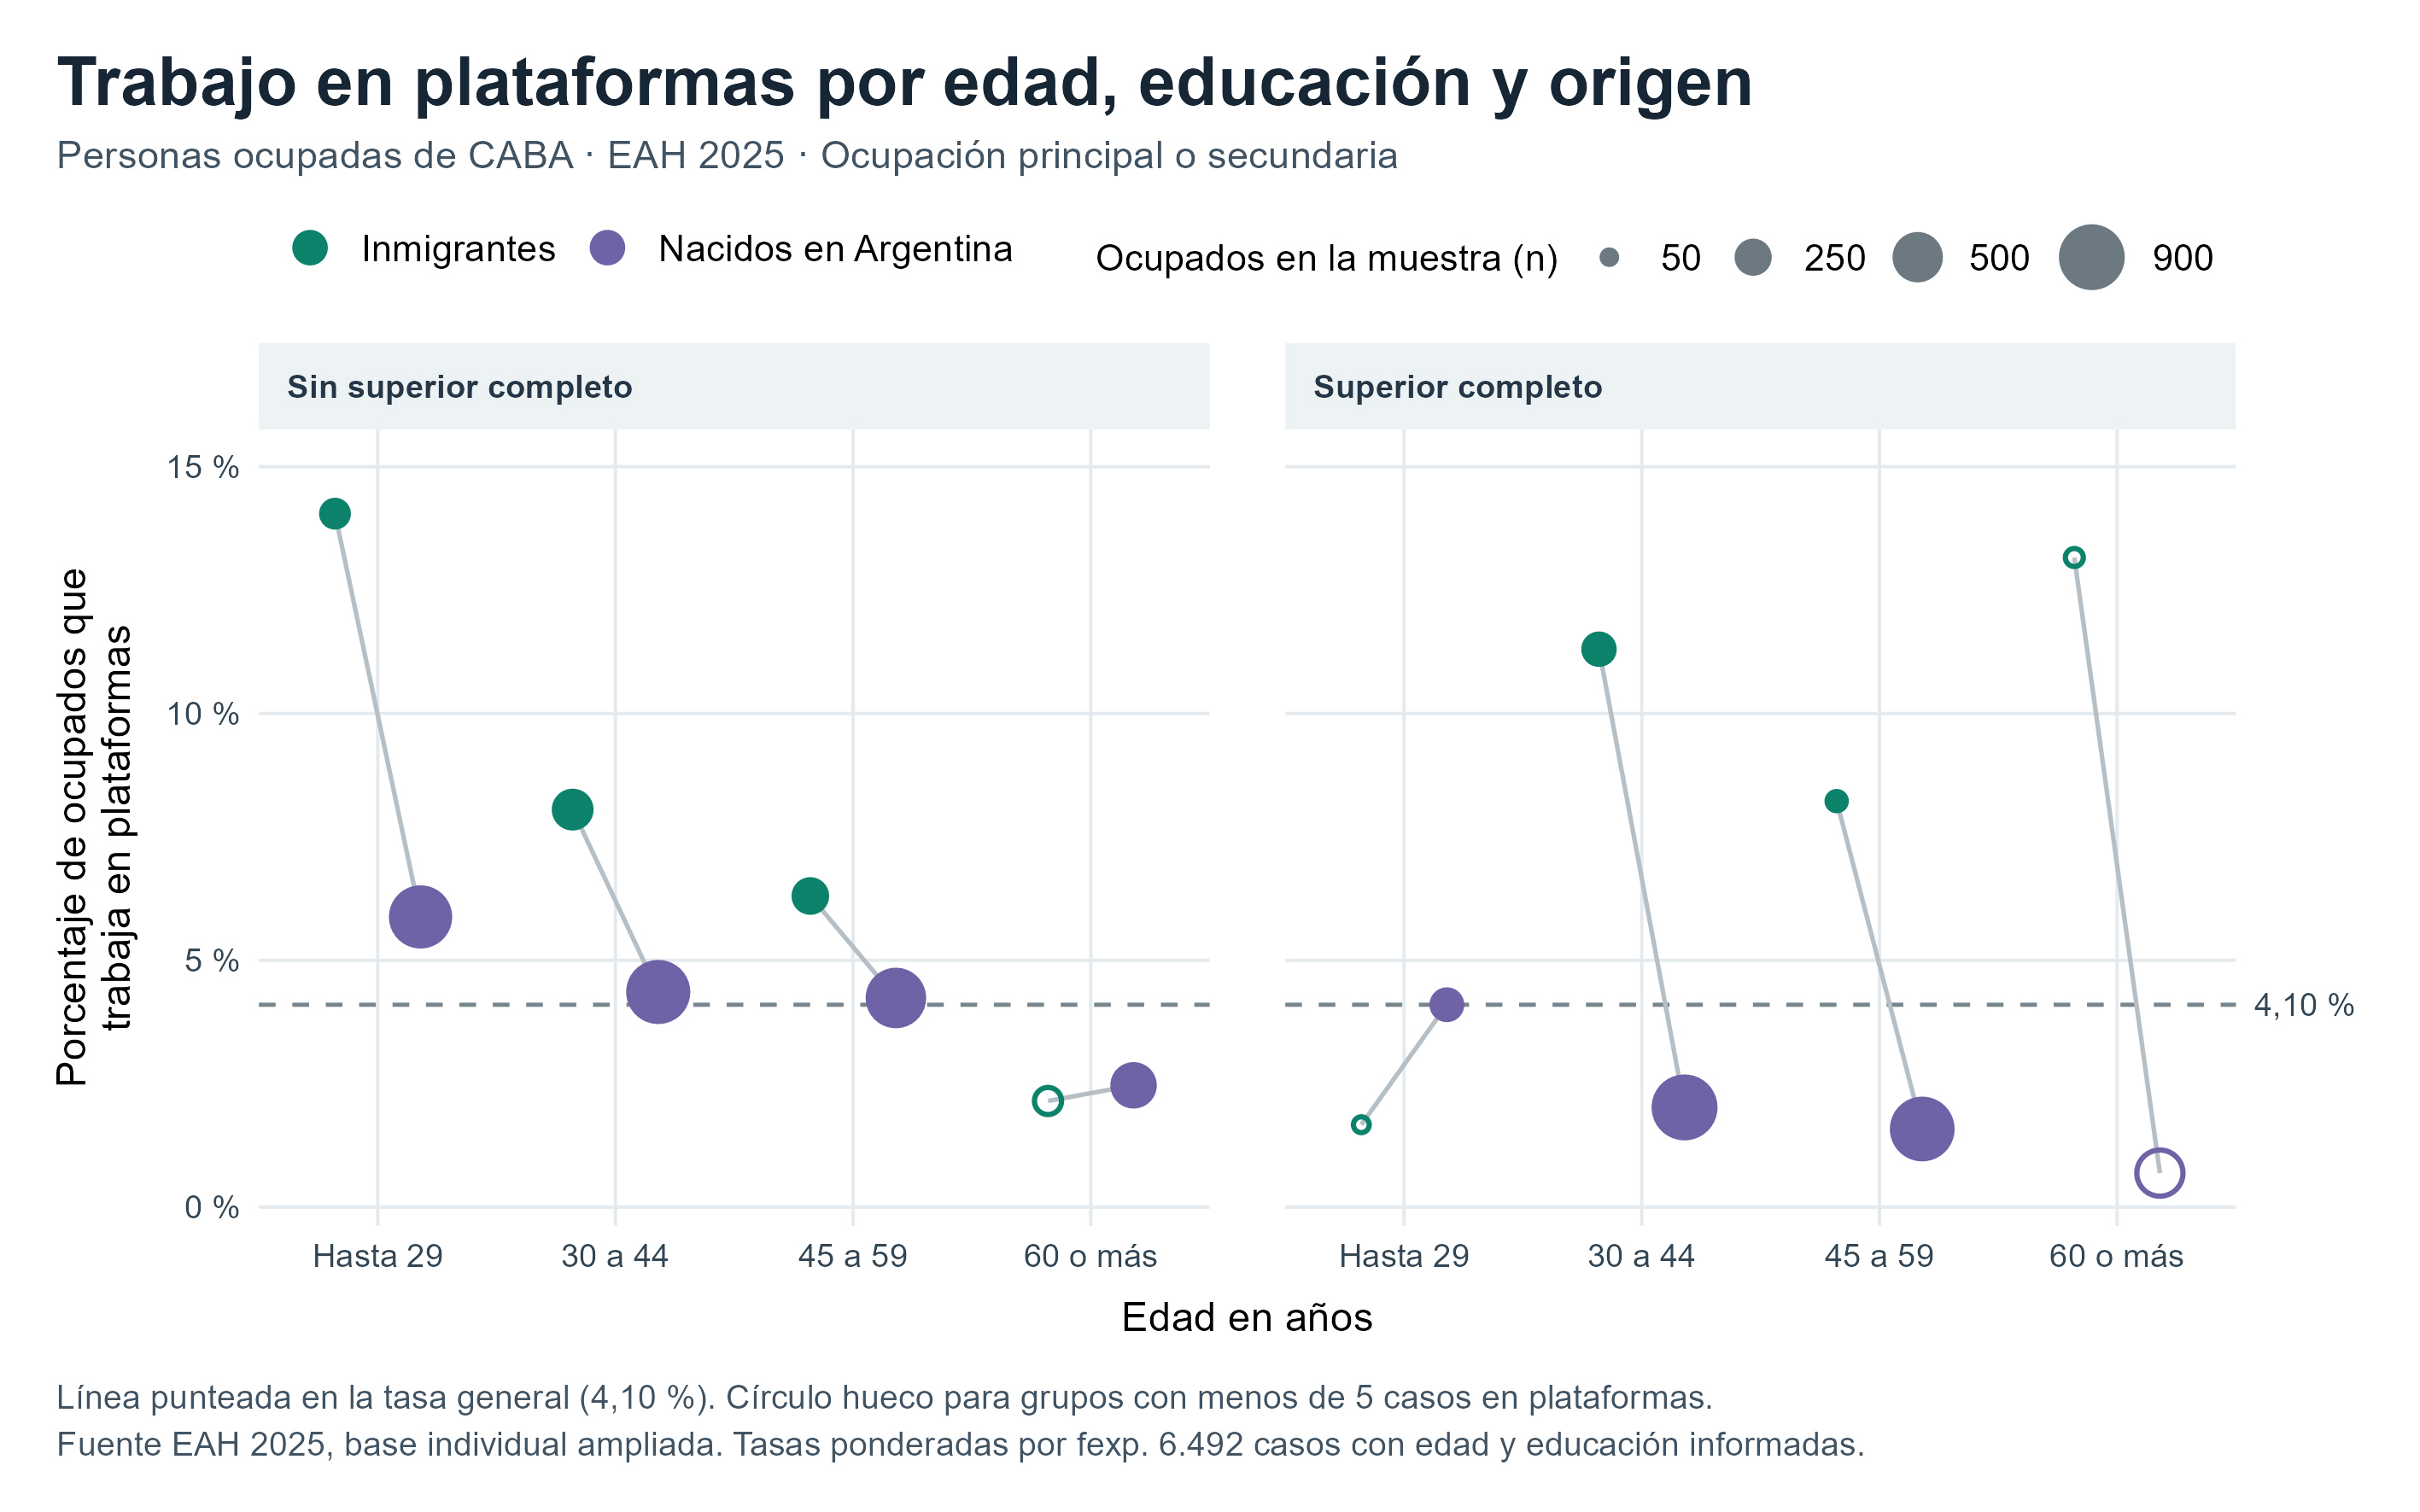 Trabajo en plataformas por edad, educación y origen
Personas ocupadas de CABA · EAH 2025 · Ocupación principal o secundaria
Inmigrantes
Nacidos en Argentina
Ocupados en la muestra (n)
50
250
500
900
Sin superior completo
Superior completo
Porcentaje de ocupados que
trabaja en plataformas
15 %
10 %
5 %
0 %
4,10 %
Hasta 29
30 a 44
45 a 59
60 o más
Hasta 29
30 a 44
45 a 59
60 o más
Edad en años
Línea punteada en la tasa general (4,10 %). Círculo hueco para grupos con menos de 5 casos en plataformas.
Fuente EAH 2025, base individual ampliada. Tasas ponderadas por fexp. 6.492 casos con edad y educación informadas.